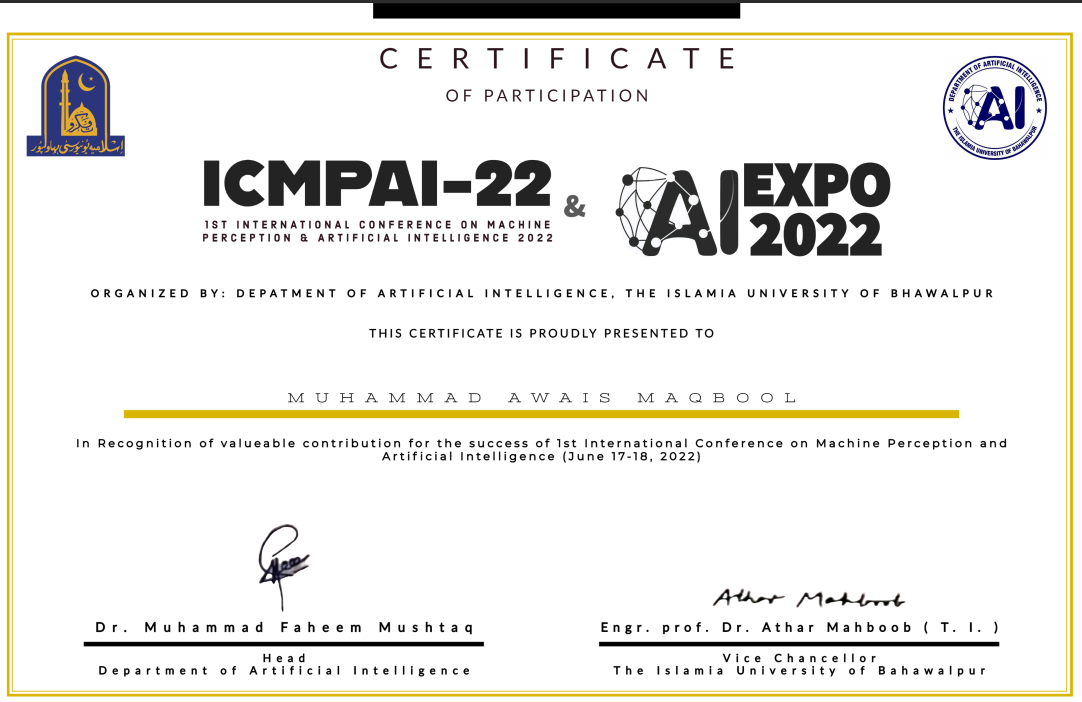 CERTIFICATE
OF PARTICIPATION
اسلامیہ یونیورسٹی بہاولپور
DEPARTMENT OF ARTIFICIAL INTELLIGENCE
AI
THE ISLAMIA UNIVERSITY OF BAHAWALPUR
ICMPAI-22
1ST INTERNATIONAL CONFERENCE ON MACHINE
PERCEPTION & ARTIFICIAL INTELLIGENCE 2022
&
AI EXPO
2022
ORGANIZED BY: DEPATMENT OF ARTIFICIAL INTELLIGENCE, THE ISLAMIA UNIVERSITY OF BHAWALPUR
THIS CERTIFICATE IS PROUDLY PRESENTED TO
MUHAMMAD AWAIS MAQBOOL
In Recognition of valueable contribution for the success of 1st International Conference on Machine Perception and
Artificial Intelligence (June 17-18, 2022)
Athar Mahboob
Dr. Muhammad Faheem Mushtaq
Engr. prof. Dr. Athar Mahboob ( T. I. )
Head
Department of Artificial Intelligence
Vice Chancellor
The Islamia University of Bahawalpur